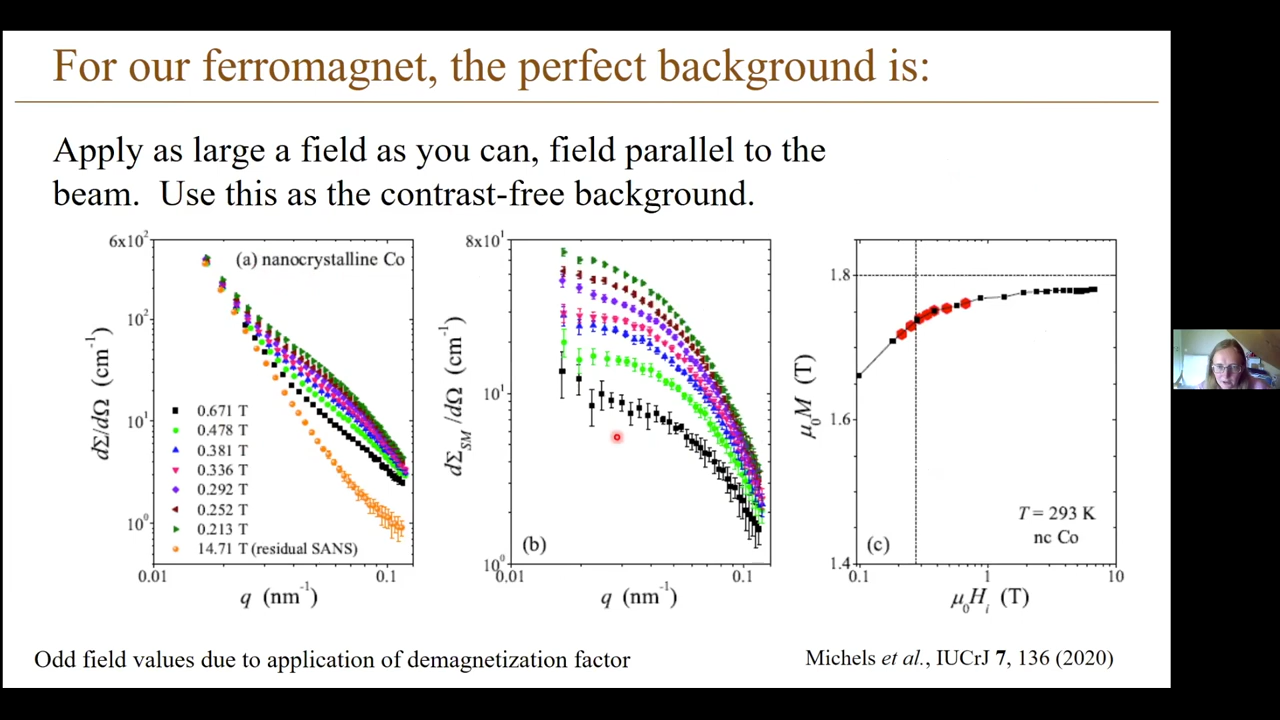 For our ferromagnet, the perfect background is:
Apply as large a field as you can, field parallel to the
beam. Use this as the contrast-free background.
6x10²
(a) nanocrystalline Co
10²
10¹
10⁰
dΣ/dΩ (cm⁻¹)
0.671 T
0.478 T
0.381 T
0.336 T
0.292 T
0.252 T
0.213 T
14.71 T (residual SANS)
0.01
0.1
q (nm⁻¹)
8x10¹
10¹
10⁰
dΣ_SM/dΩ (cm⁻¹)
(b)
0.01
0.1
q (nm⁻¹)
1.8
1.6
1.4
μ₀M (T)
T = 293 K
nc Co
(c)
0.1
1
10
μ₀Hᵢ (T)
Odd field values due to application of demagnetization factor
Michels et al., IUCrJ 7, 136 (2020)